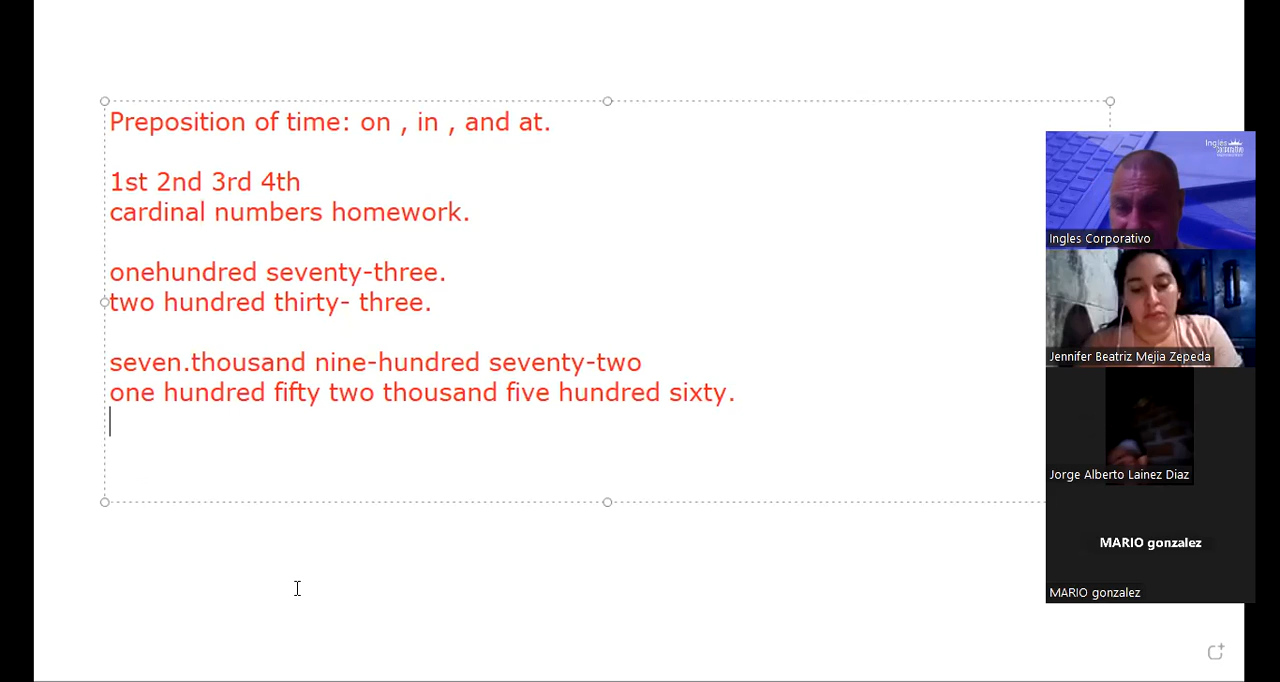 Preposition of time: on , in , and at.
1st 2nd 3rd 4th
cardinal numbers homework.
onehundred seventy-three.
two hundred thirty- three.
seven.thousand nine-hundred seventy-two
one hundred fifty two thousand five hundred sixty.
Ingles
Corporativo
Ingles Corporativo
Jennifer Beatriz Mejia Zepeda
Jorge Alberto Lainez Diaz
MARIO gonzalez
MARIO gonzalez